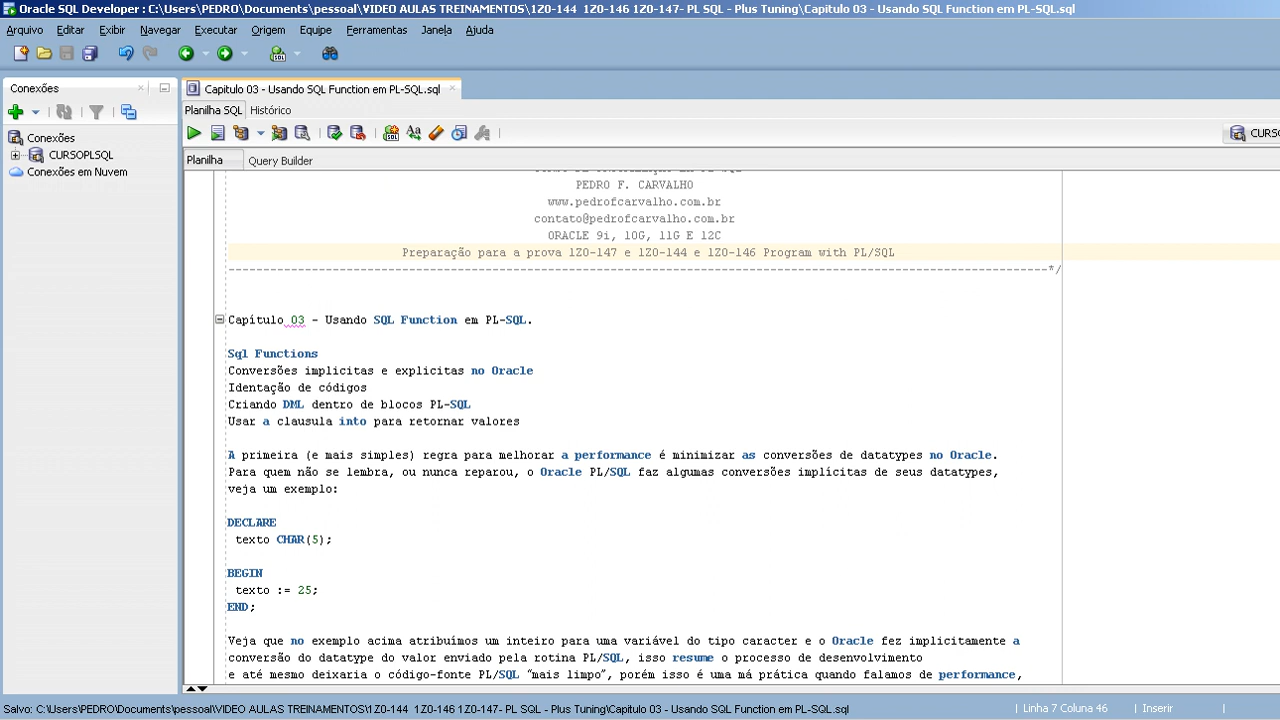 Oracle SQL Developer : C:\Users\PEDRO\Documents\pessoal\VIDEO AULAS TREINAMENTOS\1Z0-144 1Z0-146 1Z0-147- PL SQL - Plus Tuning\Capitulo 03 - Usando SQL Function em PL-SQL.sql
Arquivo Editar Exibir Navegar Executar Origem Equipe Ferramentas Janela Ajuda
Conexões
Capitulo 03 - Usando SQL Function em PL-SQL.sql
Planilha SQL Histórico
Conexões
CURSOPLSQL
Conexões em Nuvem
CURSO
Planilha Query Builder
PEDRO F. CARVALHO
www.pedrofcarvalho.com.br
contato@pedrofcarvalho.com.br
ORACLE 9i, 10G, 11G E 12C
Preparação para a prova 1Z0-147 e 1Z0-144 e 1Z0-146 Program with PL/SQL
----------------------------------------------------------------------------------------------------------------------*/
Capítulo 03 - Usando SQL Function em PL-SQL.
Sql Functions
Conversões implicitas e explicitas no Oracle
Identação de códigos
Criando DML dentro de blocos PL-SQL
Usar a clausula into para retornar valores
A primeira (e mais simples) regra para melhorar a performance é minimizar as conversões de datatypes no Oracle.
Para quem não se lembra, ou nunca reparou, o Oracle PL/SQL faz algumas conversões implícitas de seus datatypes,
veja um exemplo:
DECLARE
texto CHAR(5);
BEGIN
texto := 25;
END;
Veja que no exemplo acima atribuímos um inteiro para uma variável do tipo caracter e o Oracle fez implicitamente a
conversão do datatype do valor enviado pela rotina PL/SQL, isso resume o processo de desenvolvimento
e até mesmo deixaria o código-fonte PL/SQL “mais limpo”, porém isso é uma má prática quando falamos de performance,
Salvo: C:\Users\PEDRO\Documents\pessoal\VIDEO AULAS TREINAMENTOS\1Z0-144 1Z0-146 1Z0-147- PL SQL - Plus Tuning\Capitulo 03 - Usando SQL Function em PL-SQL.sql
Linha 7 Coluna 46 Inserir